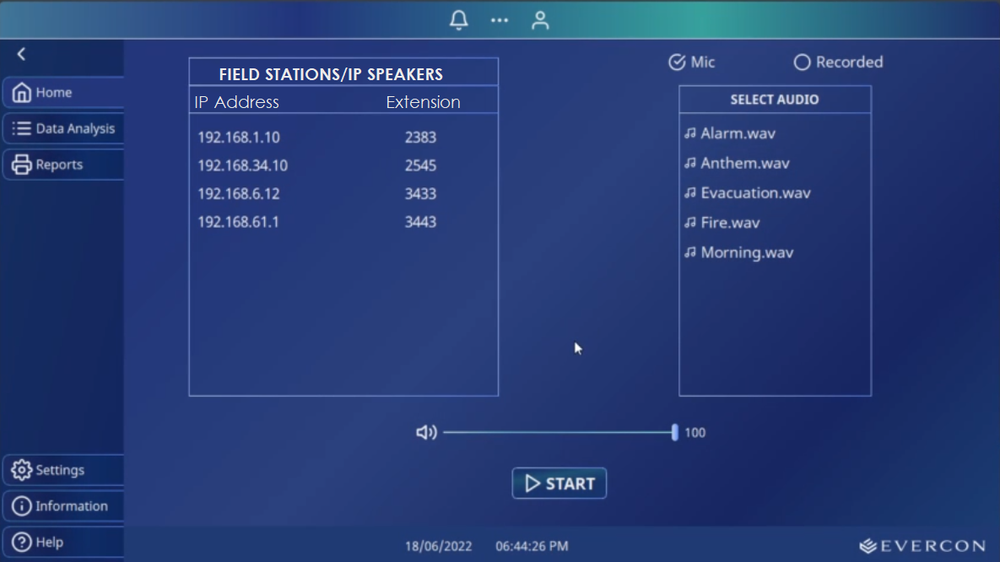 Home
Data Analysis
Reports
Settings
Information
Help
FIELD STATIONS/IP SPEAKERS
IP Address Extension
192.168.1.10 2383
192.168.34.10 2545
192.168.6.12 3433
192.168.61.1 3443
Mic Recorded
SELECT AUDIO
Alarm.wav
Anthem.wav
Evacuation.wav
Fire.wav
Morning.wav
100
START
18/06/2022 06:44:26 PM
EVERCON